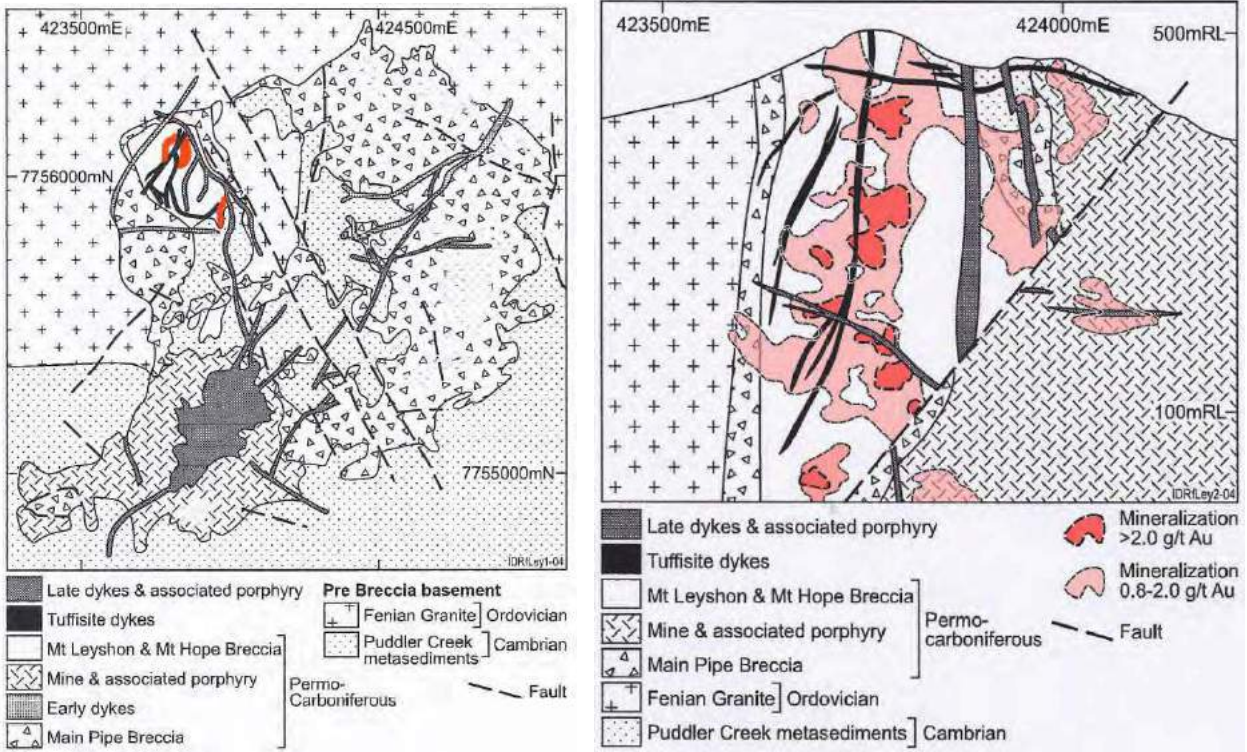 423500mE
424500mE
7756000mN
7755000mN
IDRfLey1-04
Late dykes & associated porphyry
Tuffisite dykes
Mt Leyshon & Mt Hope Breccia
Mine & associated porphyry
Early dykes
Main Pipe Breccia
Permo-
Carboniferous
Pre Breccia basement
Fenian Granite
Ordovician
Puddler Creek
metasediments
Cambrian
Fault
423500mE
424000mE
500mRL
100mRL
IDRfLey2-04
Late dykes & associated porphyry
Tuffisite dykes
Mt Leyshon & Mt Hope Breccia
Mine & associated porphyry
Main Pipe Breccia
Permo-
carboniferous
Fenian Granite
Ordovician
Puddler Creek metasediments
Cambrian
Mineralization
>2.0 g/t Au
Mineralization
0.8-2.0 g/t Au
Fault